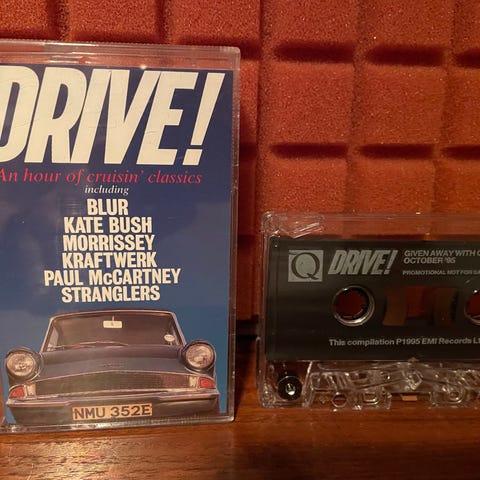 DRIVE!
An hour of cruisin' classics
including
BLUR
KATE BUSH
MORRISSEY
KRAFTWERK
PAUL McCARTNEY
STRANGLERS
NMU 352E
Q DRIVE!
GIVEN AWAY WITH
OCTOBER '95
PROMOTIONAL NOT FOR
This compilation P1995 EMI Records